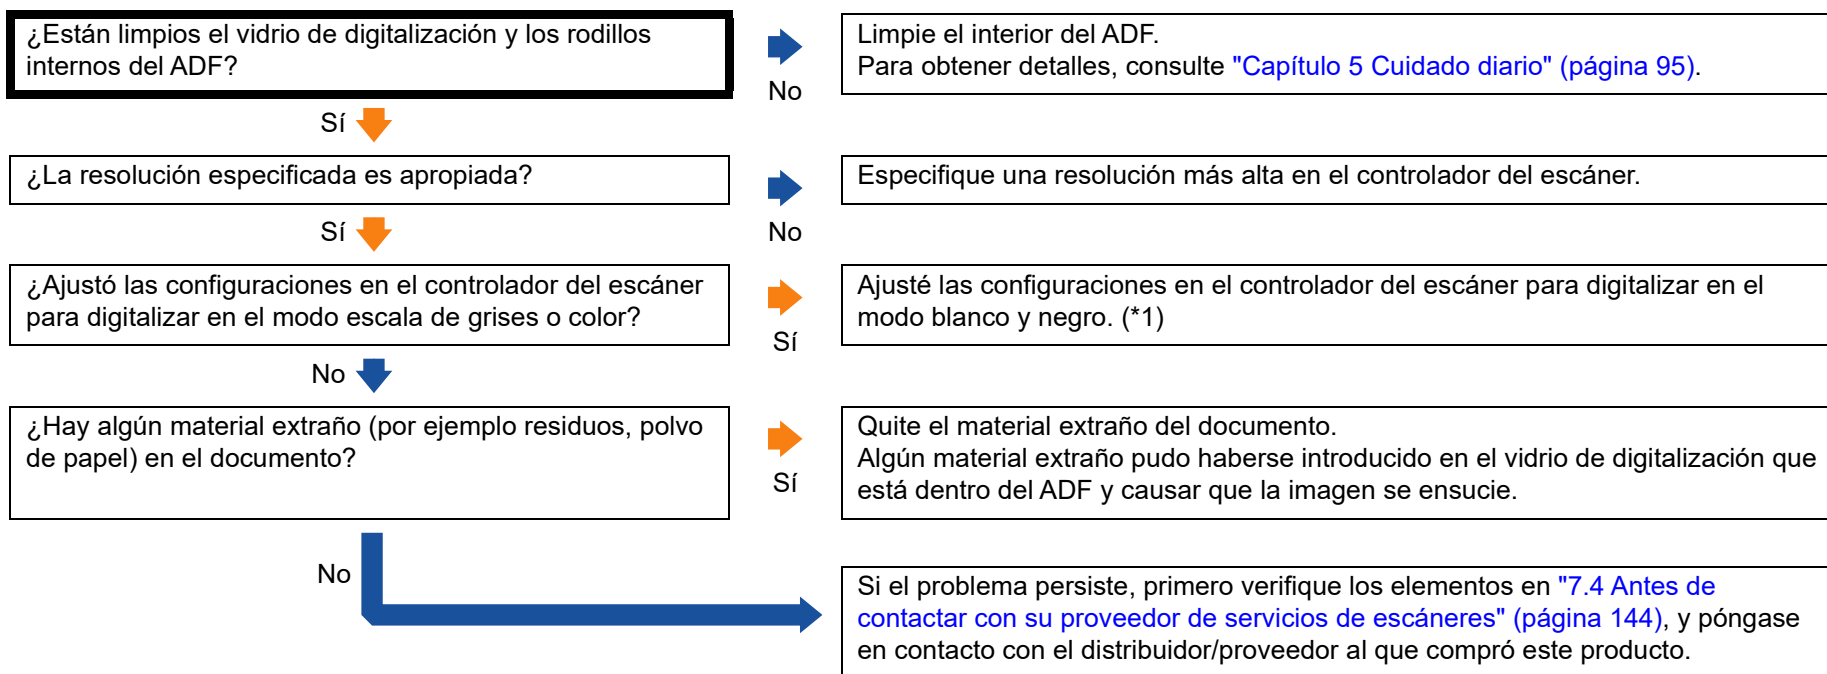 ¿Están limpios el vidrio de digitalización y los rodillos
internos del ADF?
No
Limpie el interior del ADF.
Para obtener detalles, consulte "Capítulo 5 Cuidado diario" (página 95).
Sí
¿La resolución especificada es apropiada?
No
Especifique una resolución más alta en el controlador del escáner.
Sí
¿Ajustó las configuraciones en el controlador del escáner
para digitalizar en el modo escala de grises o color?
Sí
Ajusté las configuraciones en el controlador del escáner para digitalizar en el
modo blanco y negro. (*1)
No
¿Hay algún material extraño (por ejemplo residuos, polvo
de papel) en el documento?
Sí
Quite el material extraño del documento.
Algún material extraño pudo haberse introducido en el vidrio de digitalización que
está dentro del ADF y causar que la imagen se ensucie.
No
Si el problema persiste, primero verifique los elementos en "7.4 Antes de
contactar con su proveedor de servicios de escáneres" (página 144), y póngase
en contacto con el distribuidor/proveedor al que compró este producto.